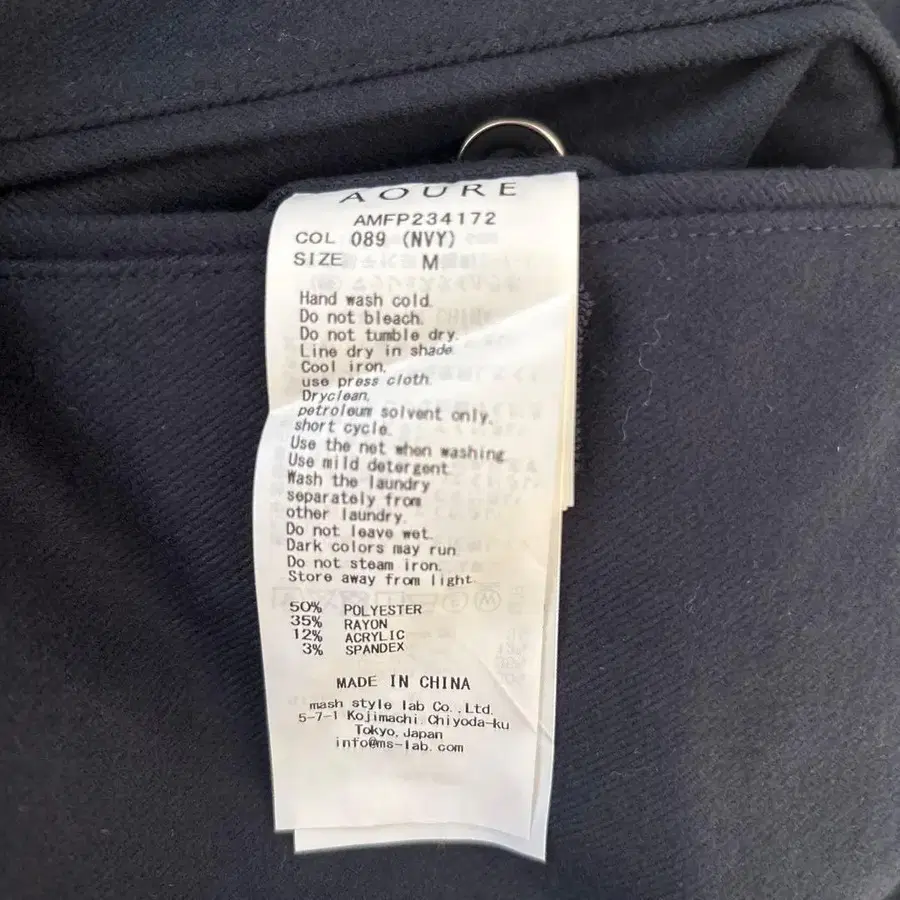 AOURE
AMFP234172
COL 089 (NVY)
SIZE M
Hand wash cold.
Do not bleach.
Do not tumble dry.
Line dry in shade.
Cool iron.
use press cloth.
Dryclean,
petroleum solvent only,
short cycle.
Use the net when washing
Use mild detergent
Wash the laundry
separately from
other laundry.
Do not leave wet.
Dark colors may run
Do not steam iron.
Store away from light
50% POLYESTER
35% RAYON
12% ACRYLIC
3% SPANDEX
MADE IN CHINA
mash style lab Co.,Ltd.
5-7-1 Kojimachi Chiyoda-ku
Tokyo, Japan
info@ms-lab.com